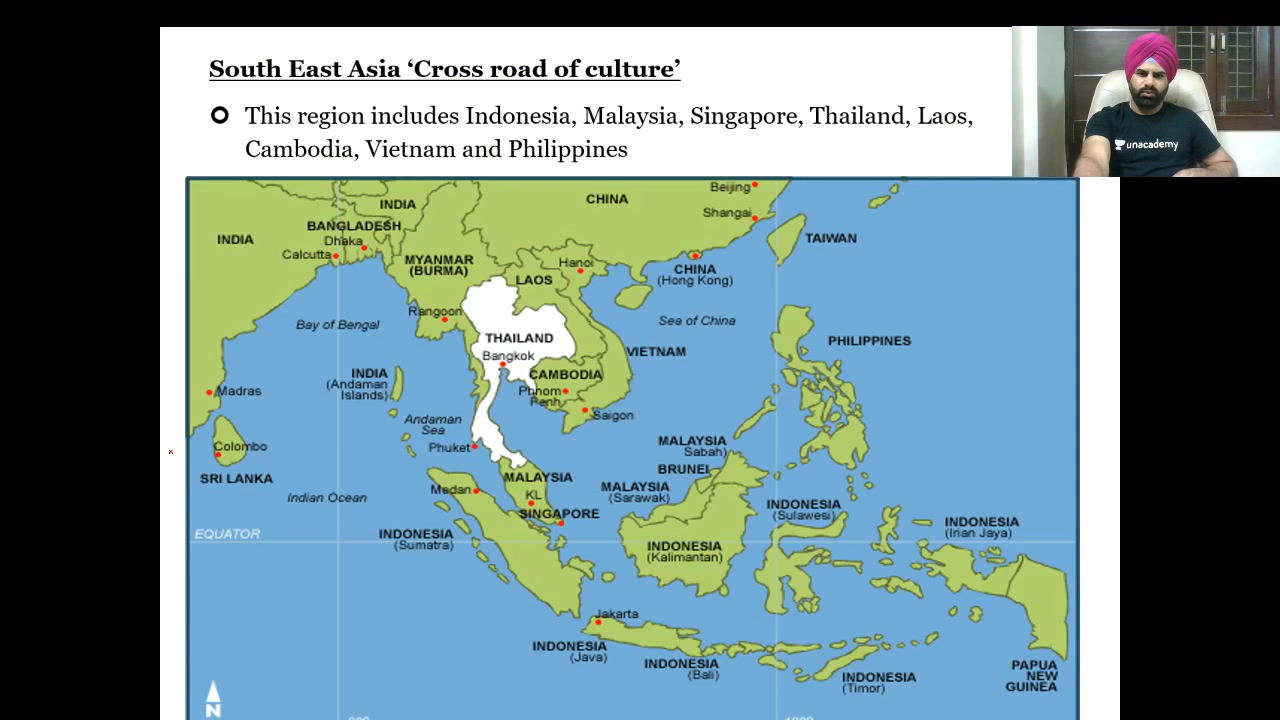 South East Asia ‘Cross road of culture’
This region includes Indonesia, Malaysia, Singapore, Thailand, Laos,
Cambodia, Vietnam and Philippines
unacademy
Beijing
CHINA
INDIA
Shangai
BANGLADESH
INDIA
Dhaka
TAIWAN
Calcutta
MYANMAR
(BURMA)
Hanoi
CHINA
(Hong Kong)
LAOS
Rangoon
Bay of Bengal
Sea of China
THAILAND
PHILIPPINES
Bangkok
VIETNAM
INDIA
(Andaman
Islands)
CAMBODIA
Madras
Phnom
Penh
Saigon
Andaman
Sea
Colombo
Phuket
MALAYSIA
Sabah)
BRUNEI
SRI LANKA
MALAYSIA
KL
MALAYSIA
(Sarawak)
Medan
Indian Ocean
SINGAPORE
INDONESIA
(Sulawesi)
INDONESIA
(Irian Jaya)
EQUATOR
INDONESIA
(Sumatra)
INDONESIA
(Kalimantan)
Jakarta
INDONESIA
(Java)
INDONESIA
(Bali)
INDONESIA
(Timor)
PAPUA
NEW
GUINEA
N